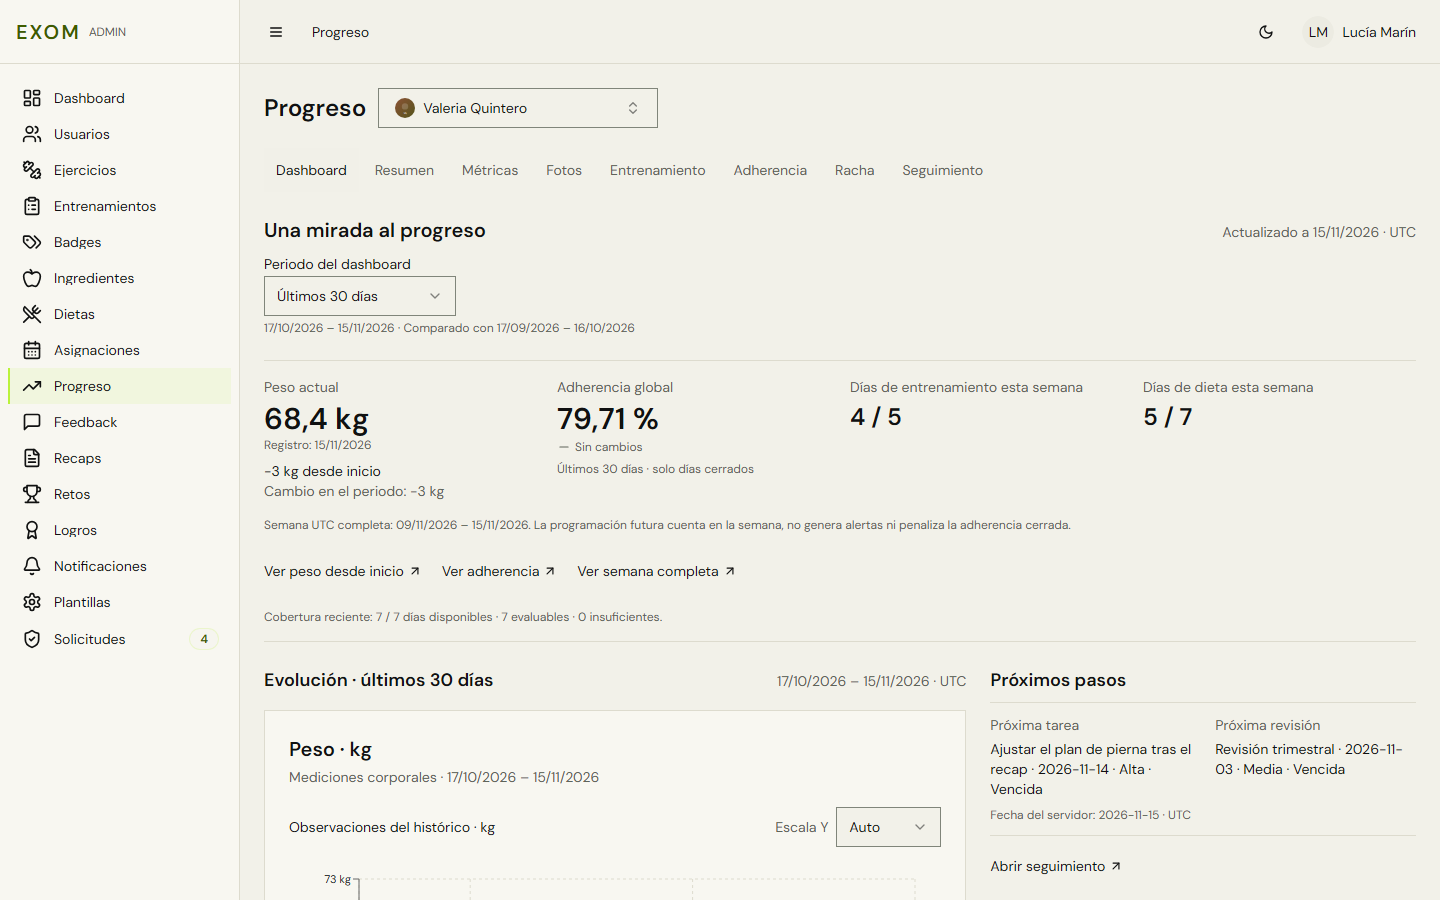 EXOM ADMIN
Progreso
LM Lucía Marín
Dashboard
Usuarios
Ejercicios
Entrenamientos
Badges
Ingredientes
Dietas
Asignaciones
Progreso
Feedback
Recaps
Retos
Logros
Notificaciones
Plantillas
Solicitudes 4
Progreso Valeria Quintero
Dashboard Resumen Métricas Fotos Entrenamiento Adherencia Racha Seguimiento
Una mirada al progreso
Actualizado a 15/11/2026 · UTC
Periodo del dashboard
Últimos 30 días
17/10/2026 – 15/11/2026 · Comparado con 17/09/2026 – 16/10/2026
Peso actual
68,4 kg
Registro: 15/11/2026
-3 kg desde inicio
Cambio en el periodo: -3 kg
Adherencia global
79,71 %
— Sin cambios
Últimos 30 días · solo días cerrados
Días de entrenamiento esta semana
4 / 5
Días de dieta esta semana
5 / 7
Semana UTC completa: 09/11/2026 – 15/11/2026. La programación futura cuenta en la semana, no genera alertas ni penaliza la adherencia cerrada.
Ver peso desde inicio Ver adherencia Ver semana completa
Cobertura reciente: 7 / 7 días disponibles · 7 evaluables · 0 insuficientes.
Evolución · últimos 30 días
17/10/2026 – 15/11/2026 · UTC
Peso · kg
Mediciones corporales · 17/10/2026 – 15/11/2026
Observaciones del histórico · kg
Escala Y Auto
73 kg
Próximos pasos
Próxima tarea
Ajustar el plan de pierna tras el
recap · 2026-11-14 · Alta ·
Vencida
Fecha del servidor: 2026-11-15 · UTC
Próxima revisión
Revisión trimestral · 2026-11-
03 · Media · Vencida
Abrir seguimiento